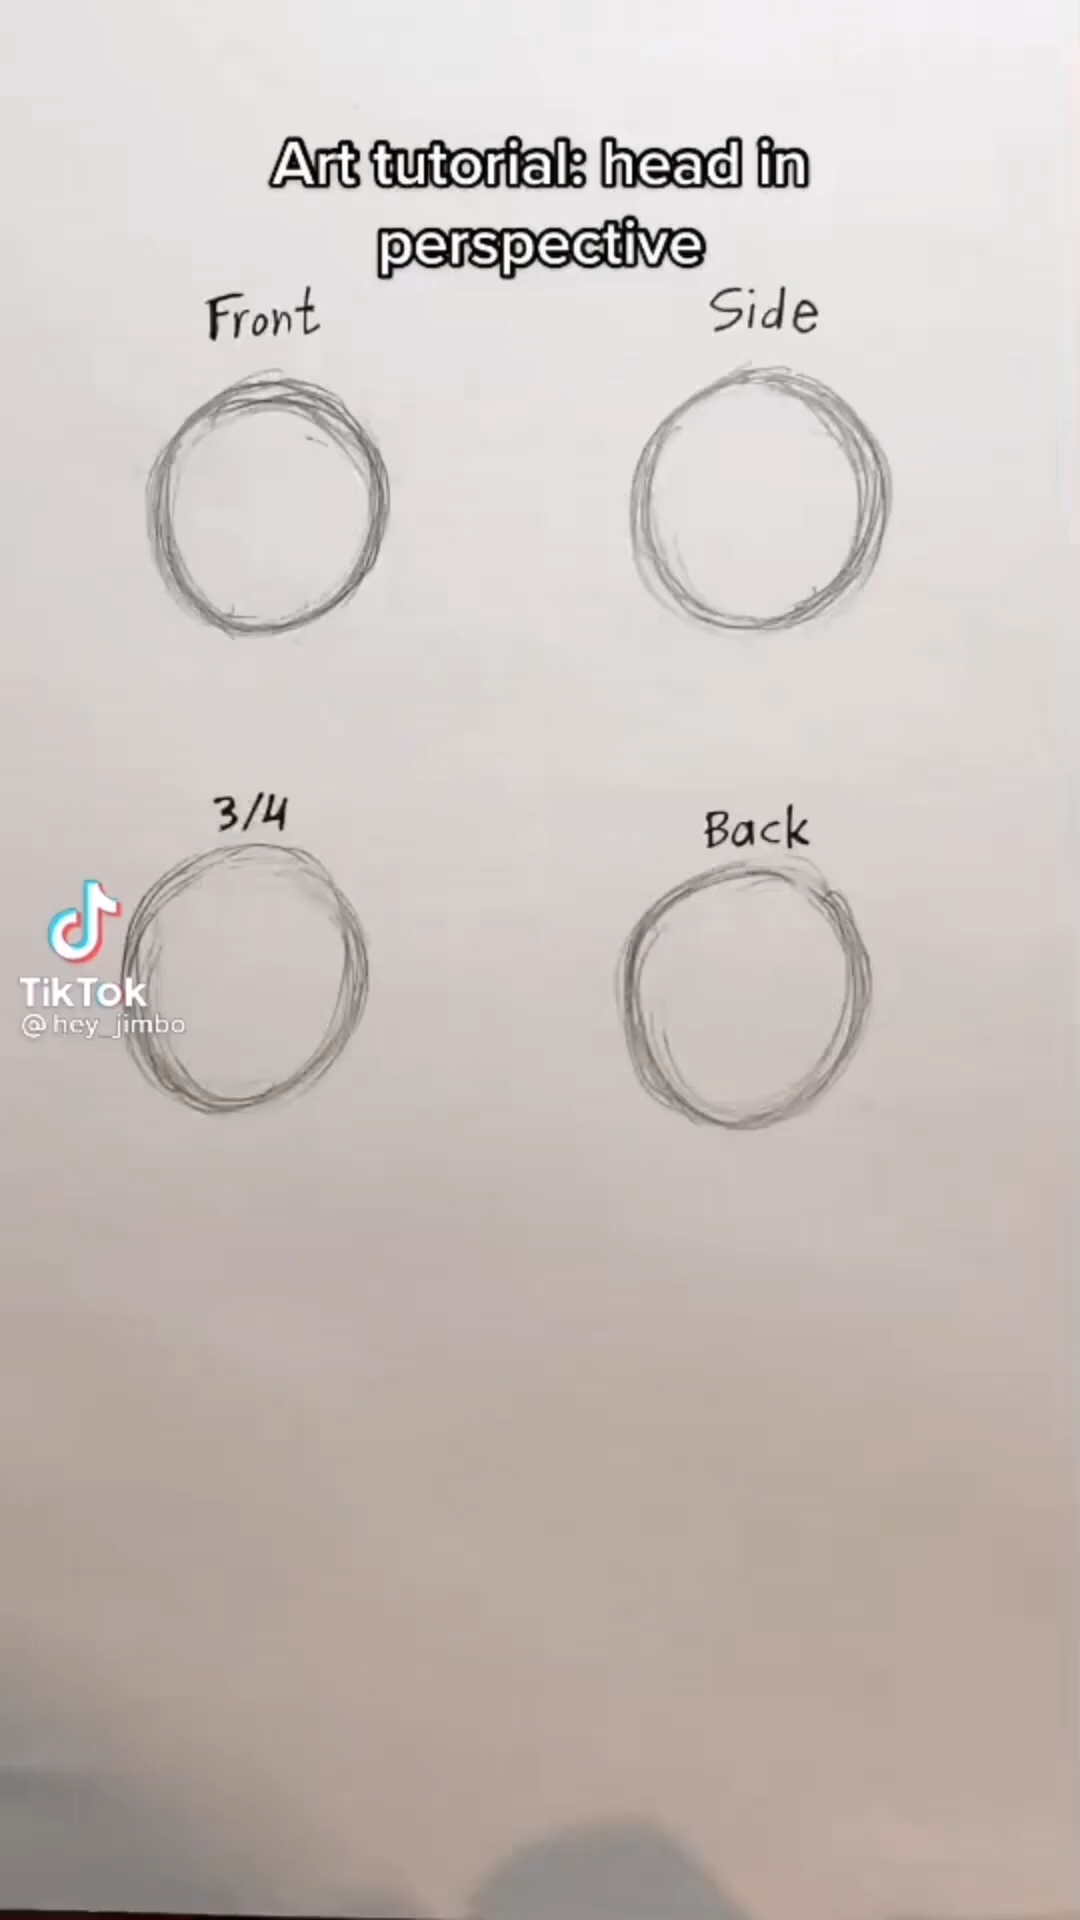 Art tutorial: head in
perspective
Front
Side
3/4
Back
TikTok
@hey_jimbo